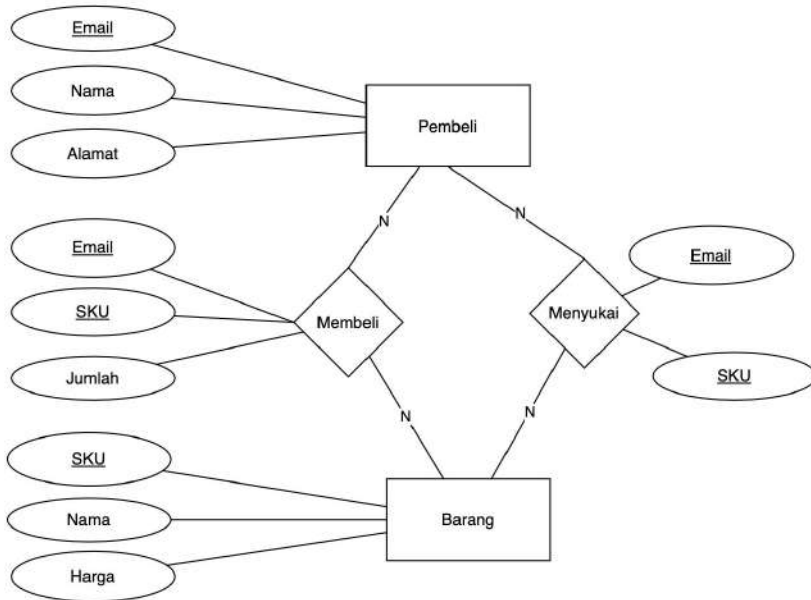 Email
Nama
Alamat
Pembeli
N
N
Email
SKU
Jumlah
Membeli
Menyukai
Email
SKU
N
N
SKU
Nama
Harga
Barang